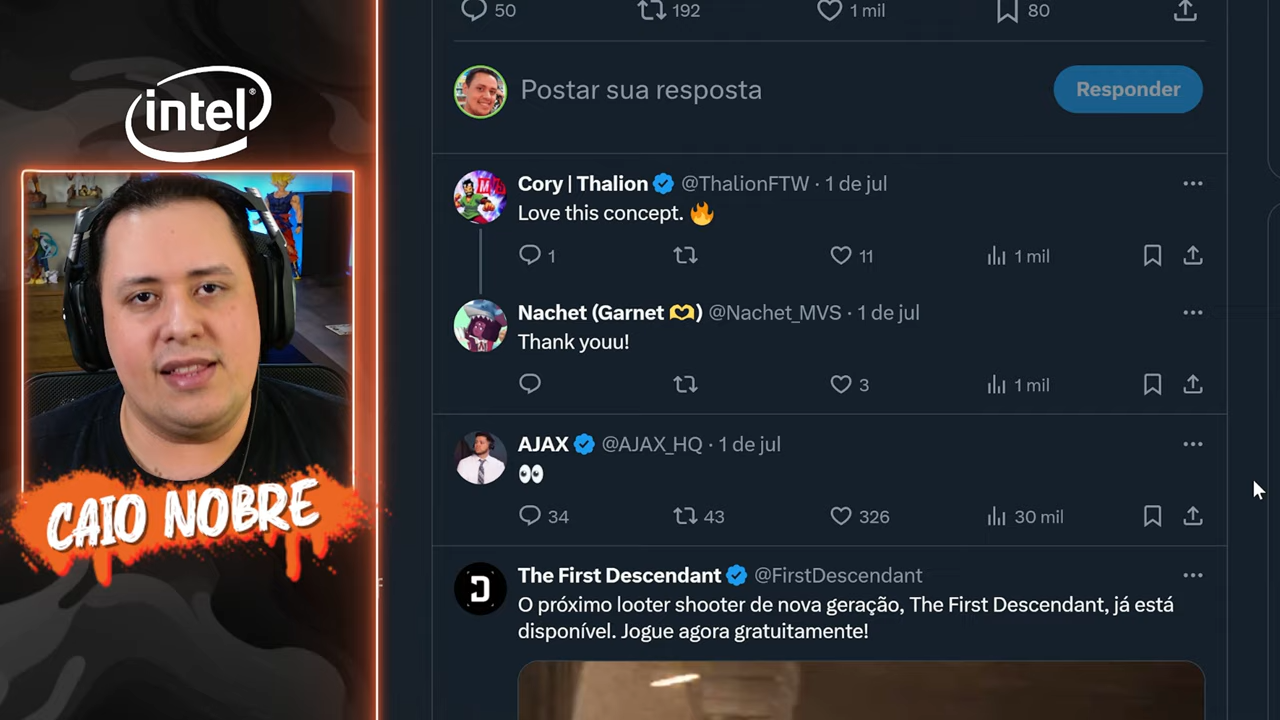 50 192 1 mil 80
intel®
Postar sua resposta
Responder
Cory | Thalion @ThalionFTW · 1 de jul
Love this concept. 🔥
1 11 1 mil
Nachet (Garnet 🫶) @Nachet_MVS · 1 de jul
Thank youu!
3 1 mil
AJAX @AJAX_HQ · 1 de jul
👀
34 43 326 30 mil
The First Descendant @FirstDescendant
O próximo looter shooter de nova geração, The First Descendant, já está
disponível. Jogue agora gratuitamente!
CAIO NOBRE